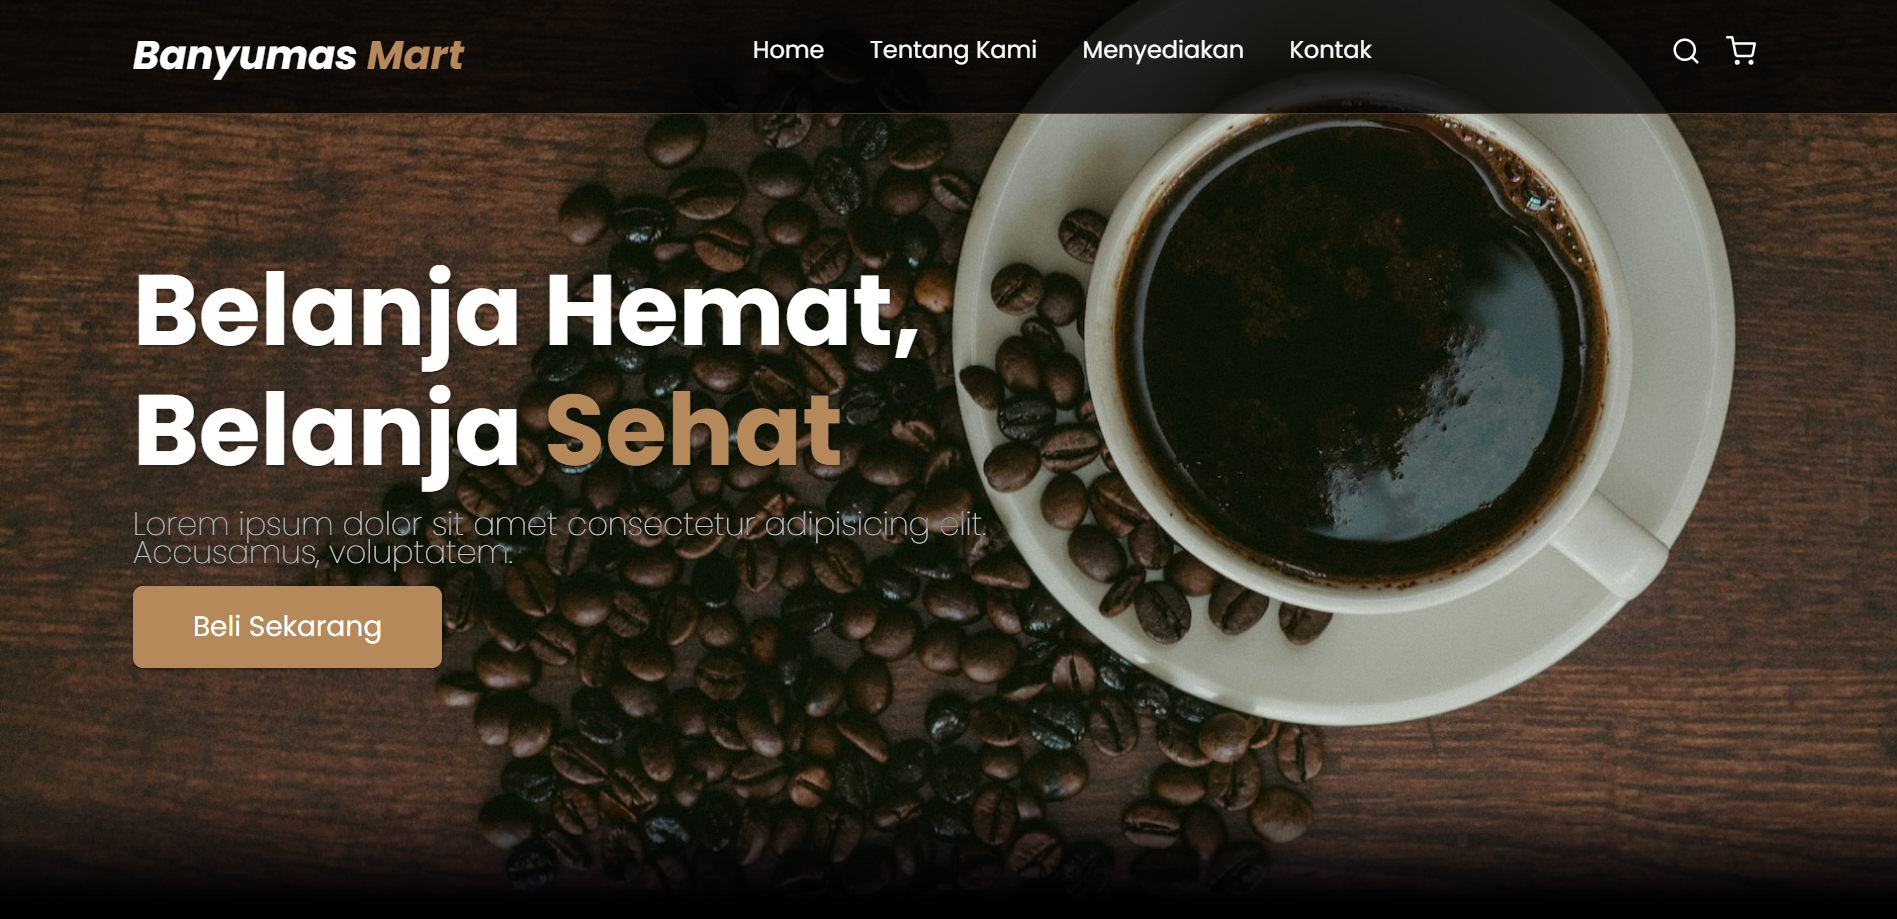 Banyumas Mart
Home Tentang Kami Menyediakan Kontak
Belanja Hemat,
Belanja Sehat
Lorem ipsum dolor sit amet consectetur adipisicing elit.
Accusamus, voluptatem.
Beli Sekarang